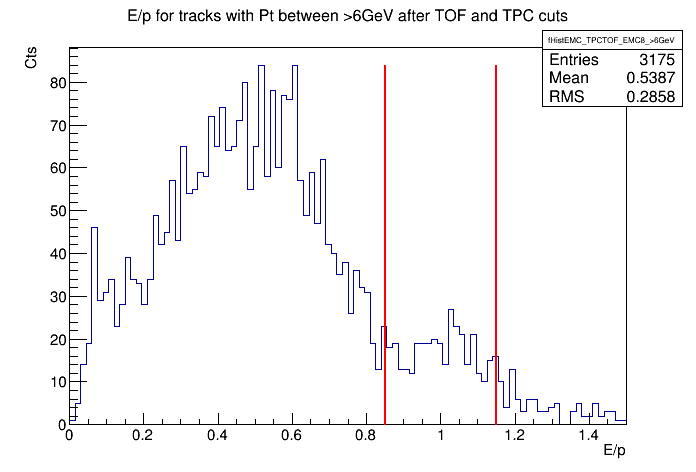 E/p for tracks with Pt between >6GeV after TOF and TPC cuts
Cts
fHistEMC_TPCTOF_EMC8_>6GeV
Entries 3175
Mean 0.5387
RMS 0.2858
80
70
60
50
40
30
20
10
0
0 0.2 0.4 0.6 0.8 1 1.2 1.4
E/p